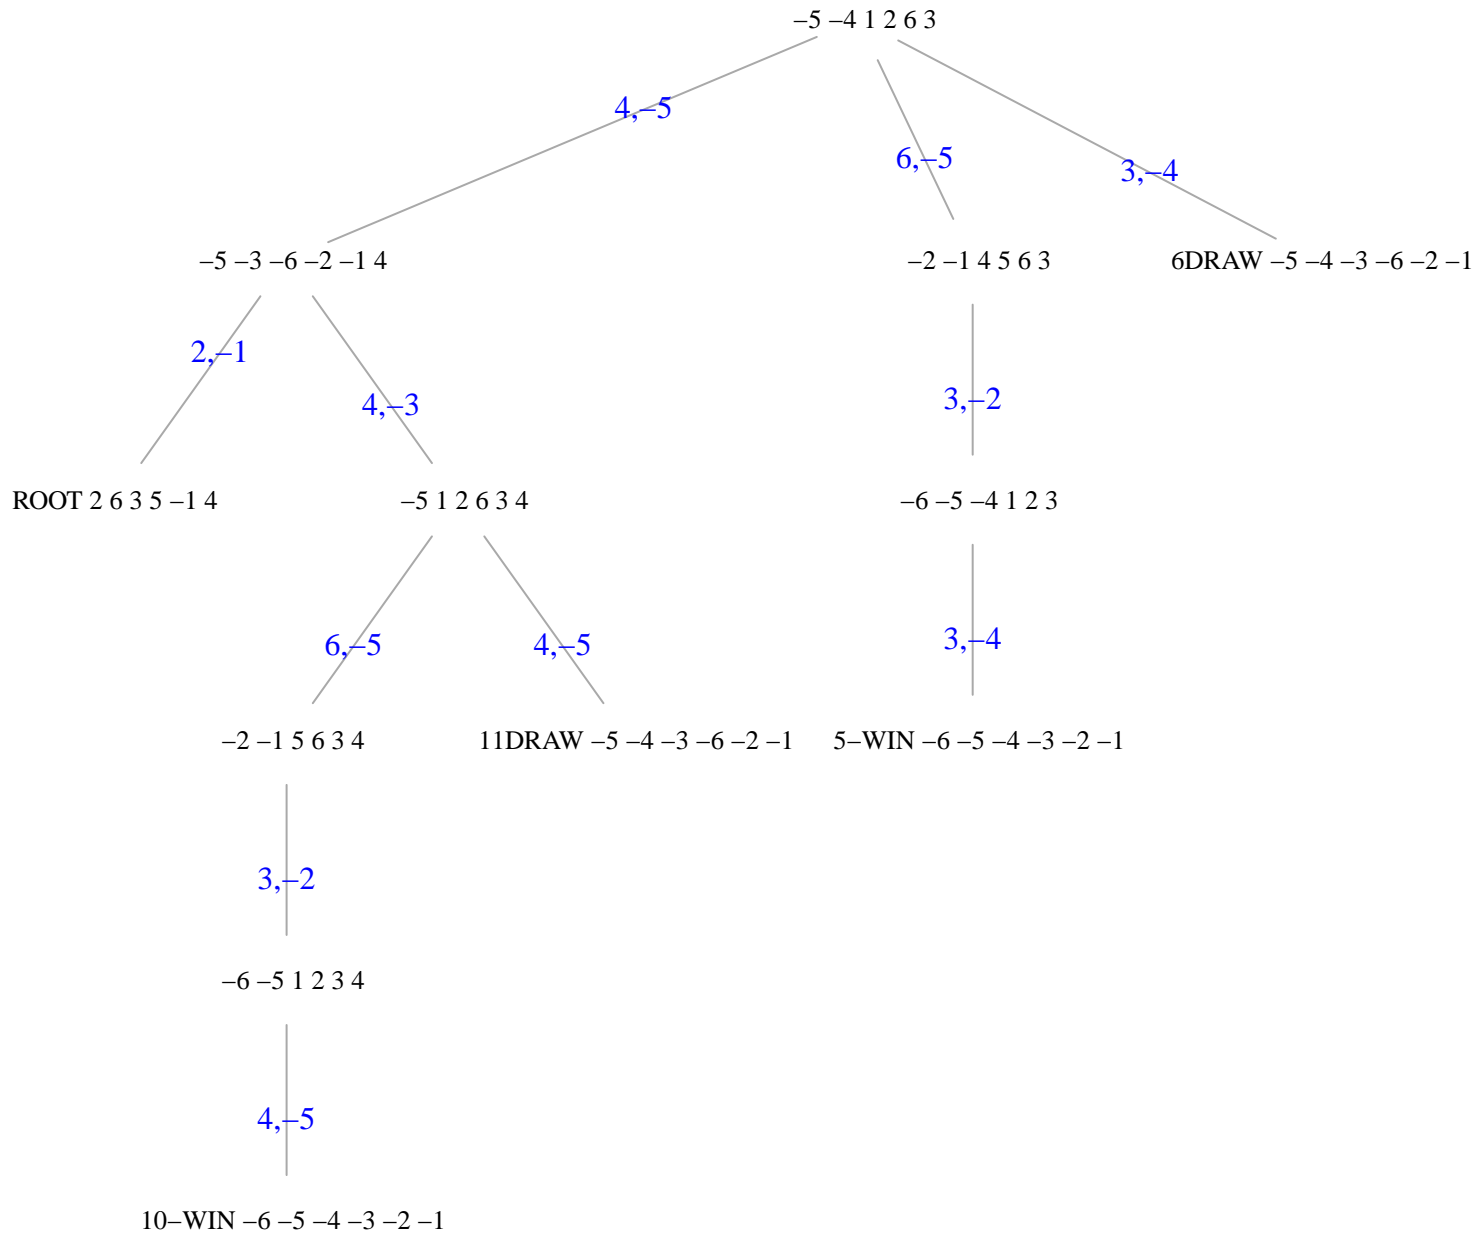 –5 –4 1 2 6 3
4,–5
6,–5
3,–4
–5 –3 –6 –2 –1 4
–2 –1 4 5 6 3
6DRAW –5 –4 –3 –6 –2 –1
2,–1
4,–3
3,–2
ROOT 2 6 3 5 –1 4
–5 1 2 6 3 4
–6 –5 –4 1 2 3
6,–5
4,–5
3,–4
–2 –1 5 6 3 4
11DRAW –5 –4 –3 –6 –2 –1
5–WIN –6 –5 –4 –3 –2 –1
3,–2
–6 –5 1 2 3 4
4,–5
10–WIN –6 –5 –4 –3 –2 –1